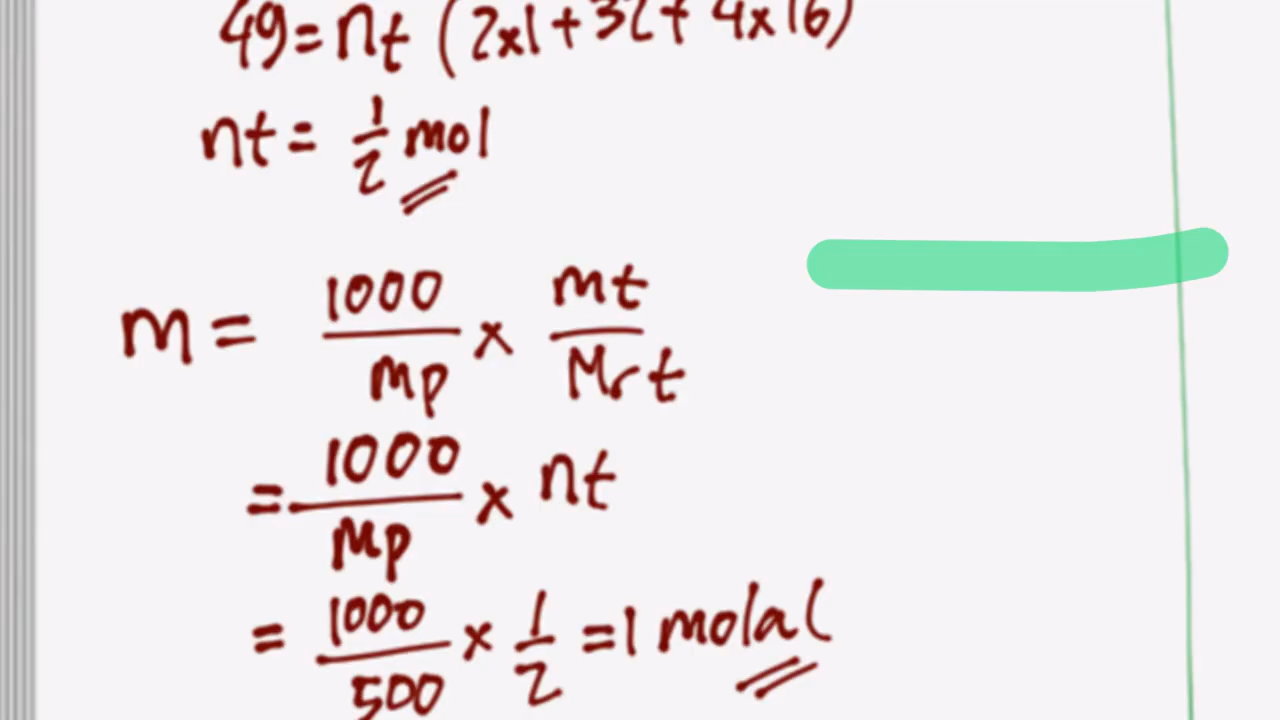 49 = nt (2x1 + 32 + 4x16)
nt = 1/2 mol
m = 1000/mp x mt/Mrt
= 1000/mp x nt
= 1000/500 x 1/2 = 1 molal